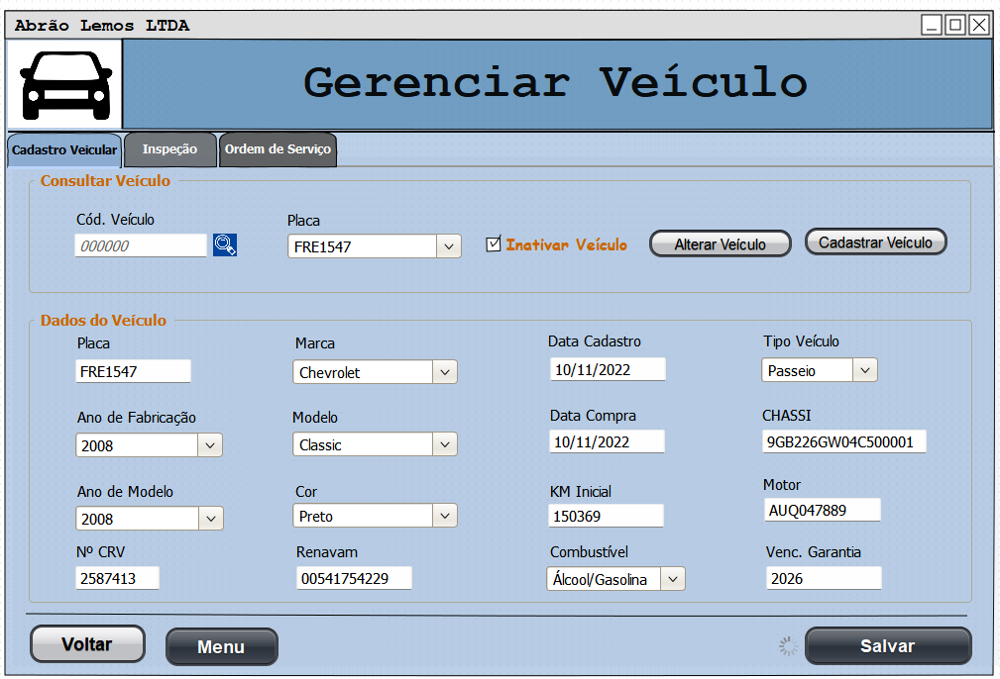 Abrão Lemos LTDA
Gerenciar Veículo
Cadastro Veicular Inspeção Ordem de Serviço
Consultar Veículo
Cód. Veículo Placa
000000 FRE1547 Inativar Veículo Alterar Veículo Cadastrar Veículo
Dados do Veículo
Placa Marca Data Cadastro Tipo Veículo
FRE1547 Chevrolet 10/11/2022 Passeio
Ano de Fabricação Modelo Data Compra CHASSI
2008 Classic 10/11/2022 9GB226GW04C500001
Ano de Modelo Cor KM Inicial Motor
2008 Preto 150369 AUQ047889
Nº CRV Renavam Combustível Venc. Garantia
2587413 00541754229 Álcool/Gasolina 2026
Voltar Menu Salvar